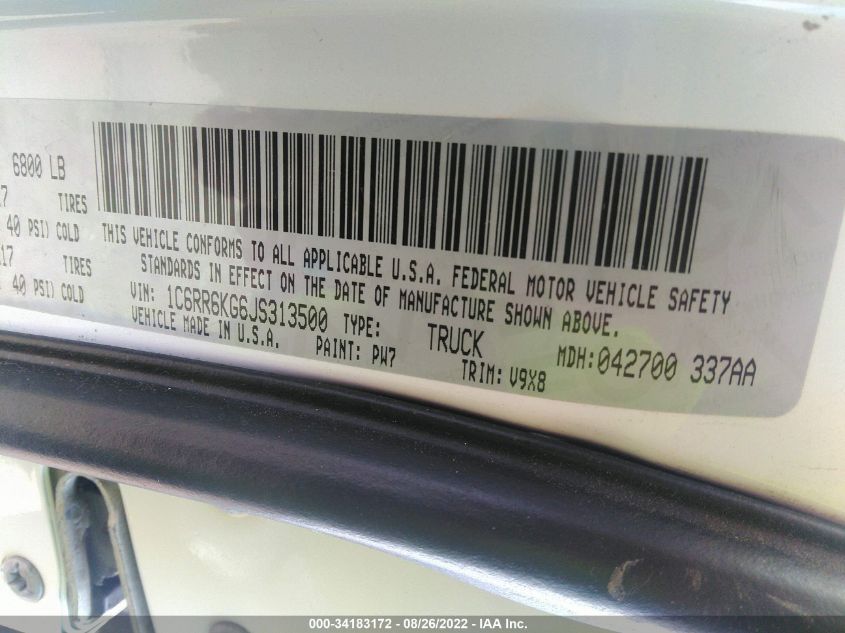 6800 LB
17 TIRES
40 PSI) COLD
17 TIRES
40 PSI) COLD
THIS VEHICLE CONFORMS TO ALL APPLICABLE U.S.A. FEDERAL MOTOR VEHICLE SAFETY
STANDARDS IN EFFECT ON THE DATE OF MANUFACTURE SHOWN ABOVE.
VIN: 1C6RR6KG6JS313500 TYPE: TRUCK MDH:042700 337AA
VEHICLE MADE IN U.S.A. PAINT: PW7 TRIM: V9X8
000-34183172 - 08/26/2022 - IAA Inc.